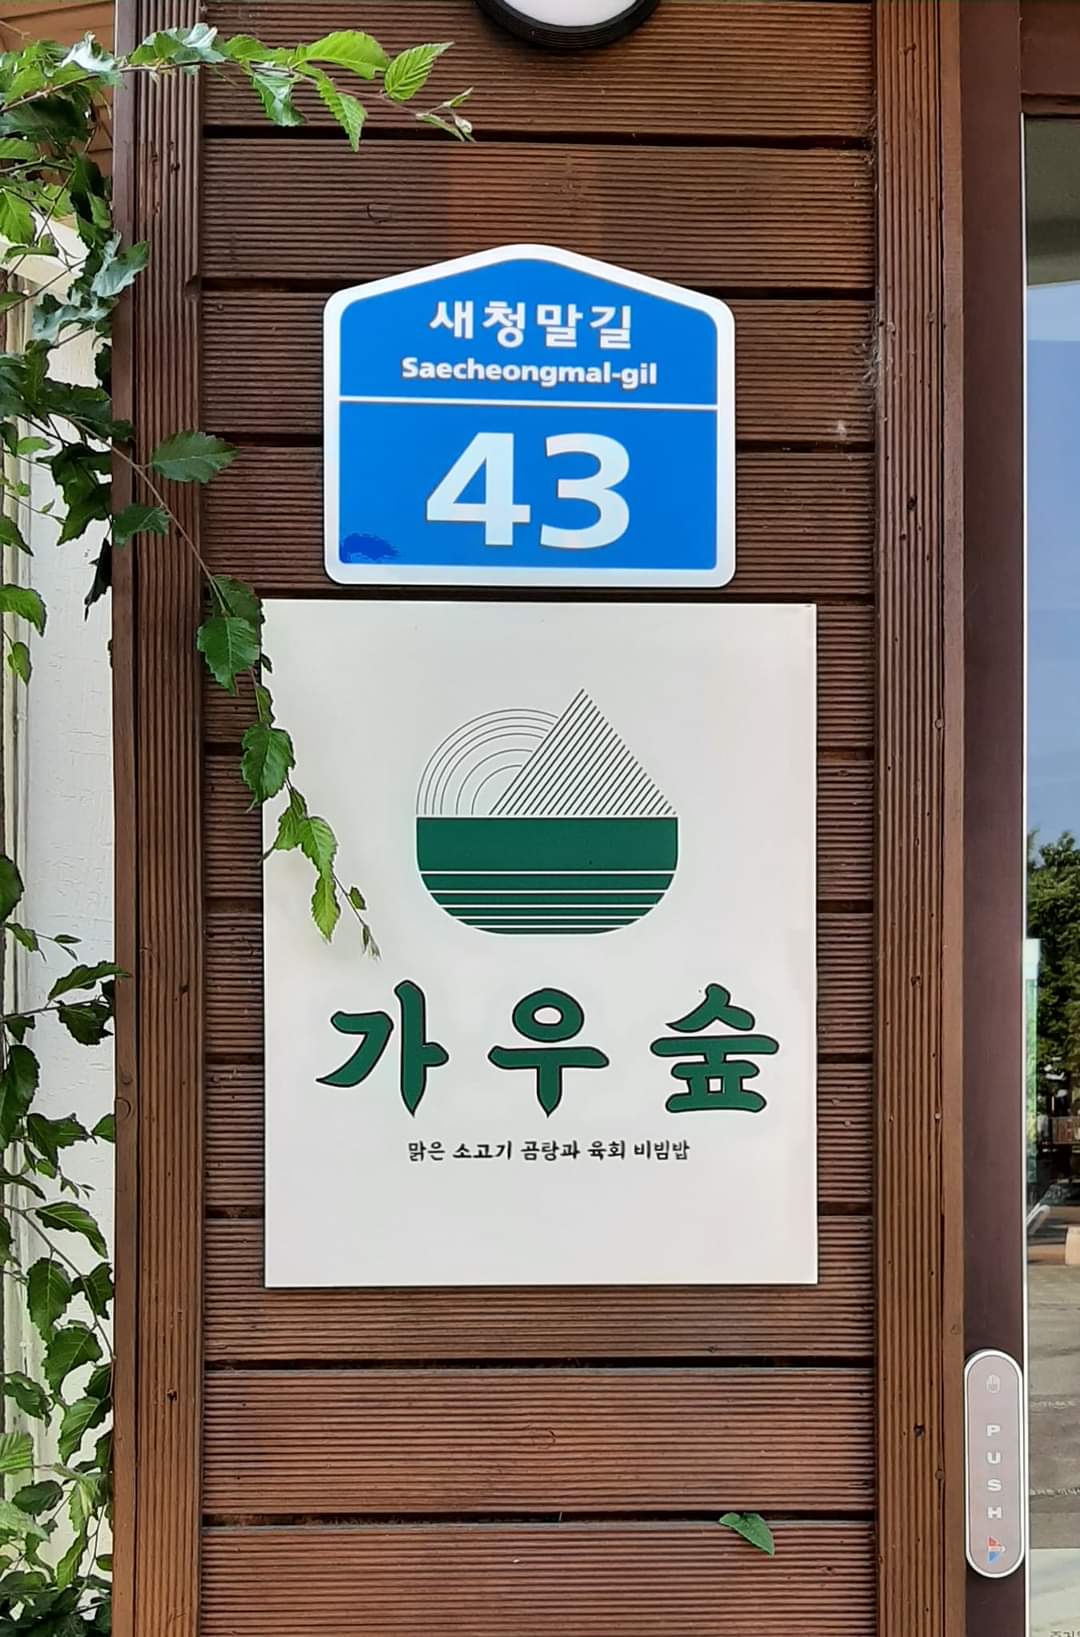 새청말길
Saecheongmal-gil
43
가우숲
맑은 소고기 곰탕과 육회 비빔밥
PUSH